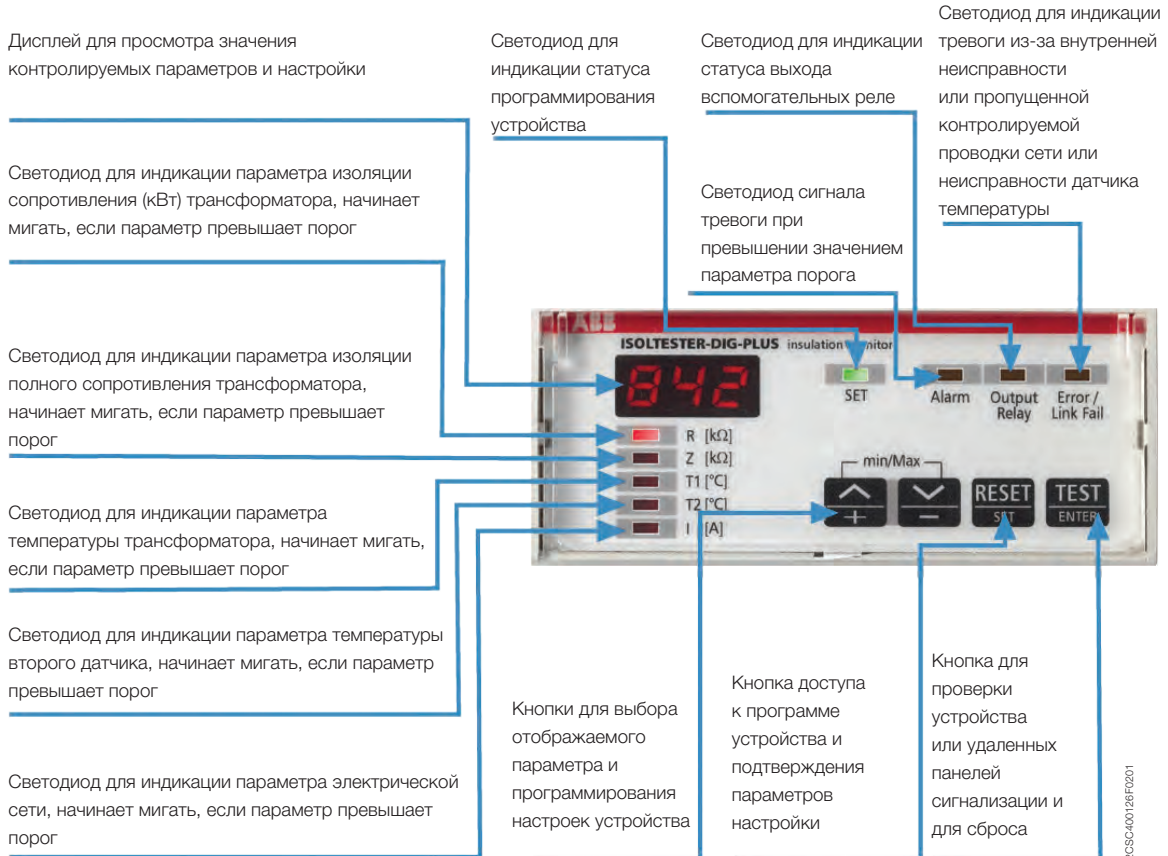 Дисплей для просмотра значения
контролируемых параметров и настройки
Светодиод для
индикации статуса
программирования
устройства
Светодиод для индикации
статуса выхода
вспомогательных реле
Светодиод для индикации
тревоги из-за внутренней
неисправности
или пропущенной
контролируемой
проводки сети или
неисправности датчика
температуры
Светодиод сигнала
тревоги при
превышении значением
параметра порога
Светодиод для индикации параметра изоляции
сопротивления (кВт) трансформатора, начинает
мигать, если параметр превышает порог
Светодиод для индикации параметра изоляции
полного сопротивления трансформатора,
начинает мигать, если параметр превышает
порог
Светодиод для индикации параметра
температуры трансформатора, начинает мигать,
если параметр превышает порог
Светодиод для индикации параметра температуры
второго датчика, начинает мигать, если параметр
превышает порог
Светодиод для индикации параметра электрической
сети, начинает мигать, если параметр превышает
порог
ABB
ISOLTESTER-DIG-PLUS insulation monitor
842
SET
Alarm
Output
Relay
Error /
Link Fail
R [kΩ]
Z [kΩ]
T1 [°C]
T2 [°C]
I [A]
min/Max
+
−
RESET
SET
TEST
ENTER
Кнопки для выбора
отображаемого
параметра и
программирования
настроек устройства
Кнопка доступа
к программе
устройства и
подтверждения
параметров
настройки
Кнопка для
проверки
устройства
или удаленных
панелей
сигнализации и
для сброса
2CSC400126F0201